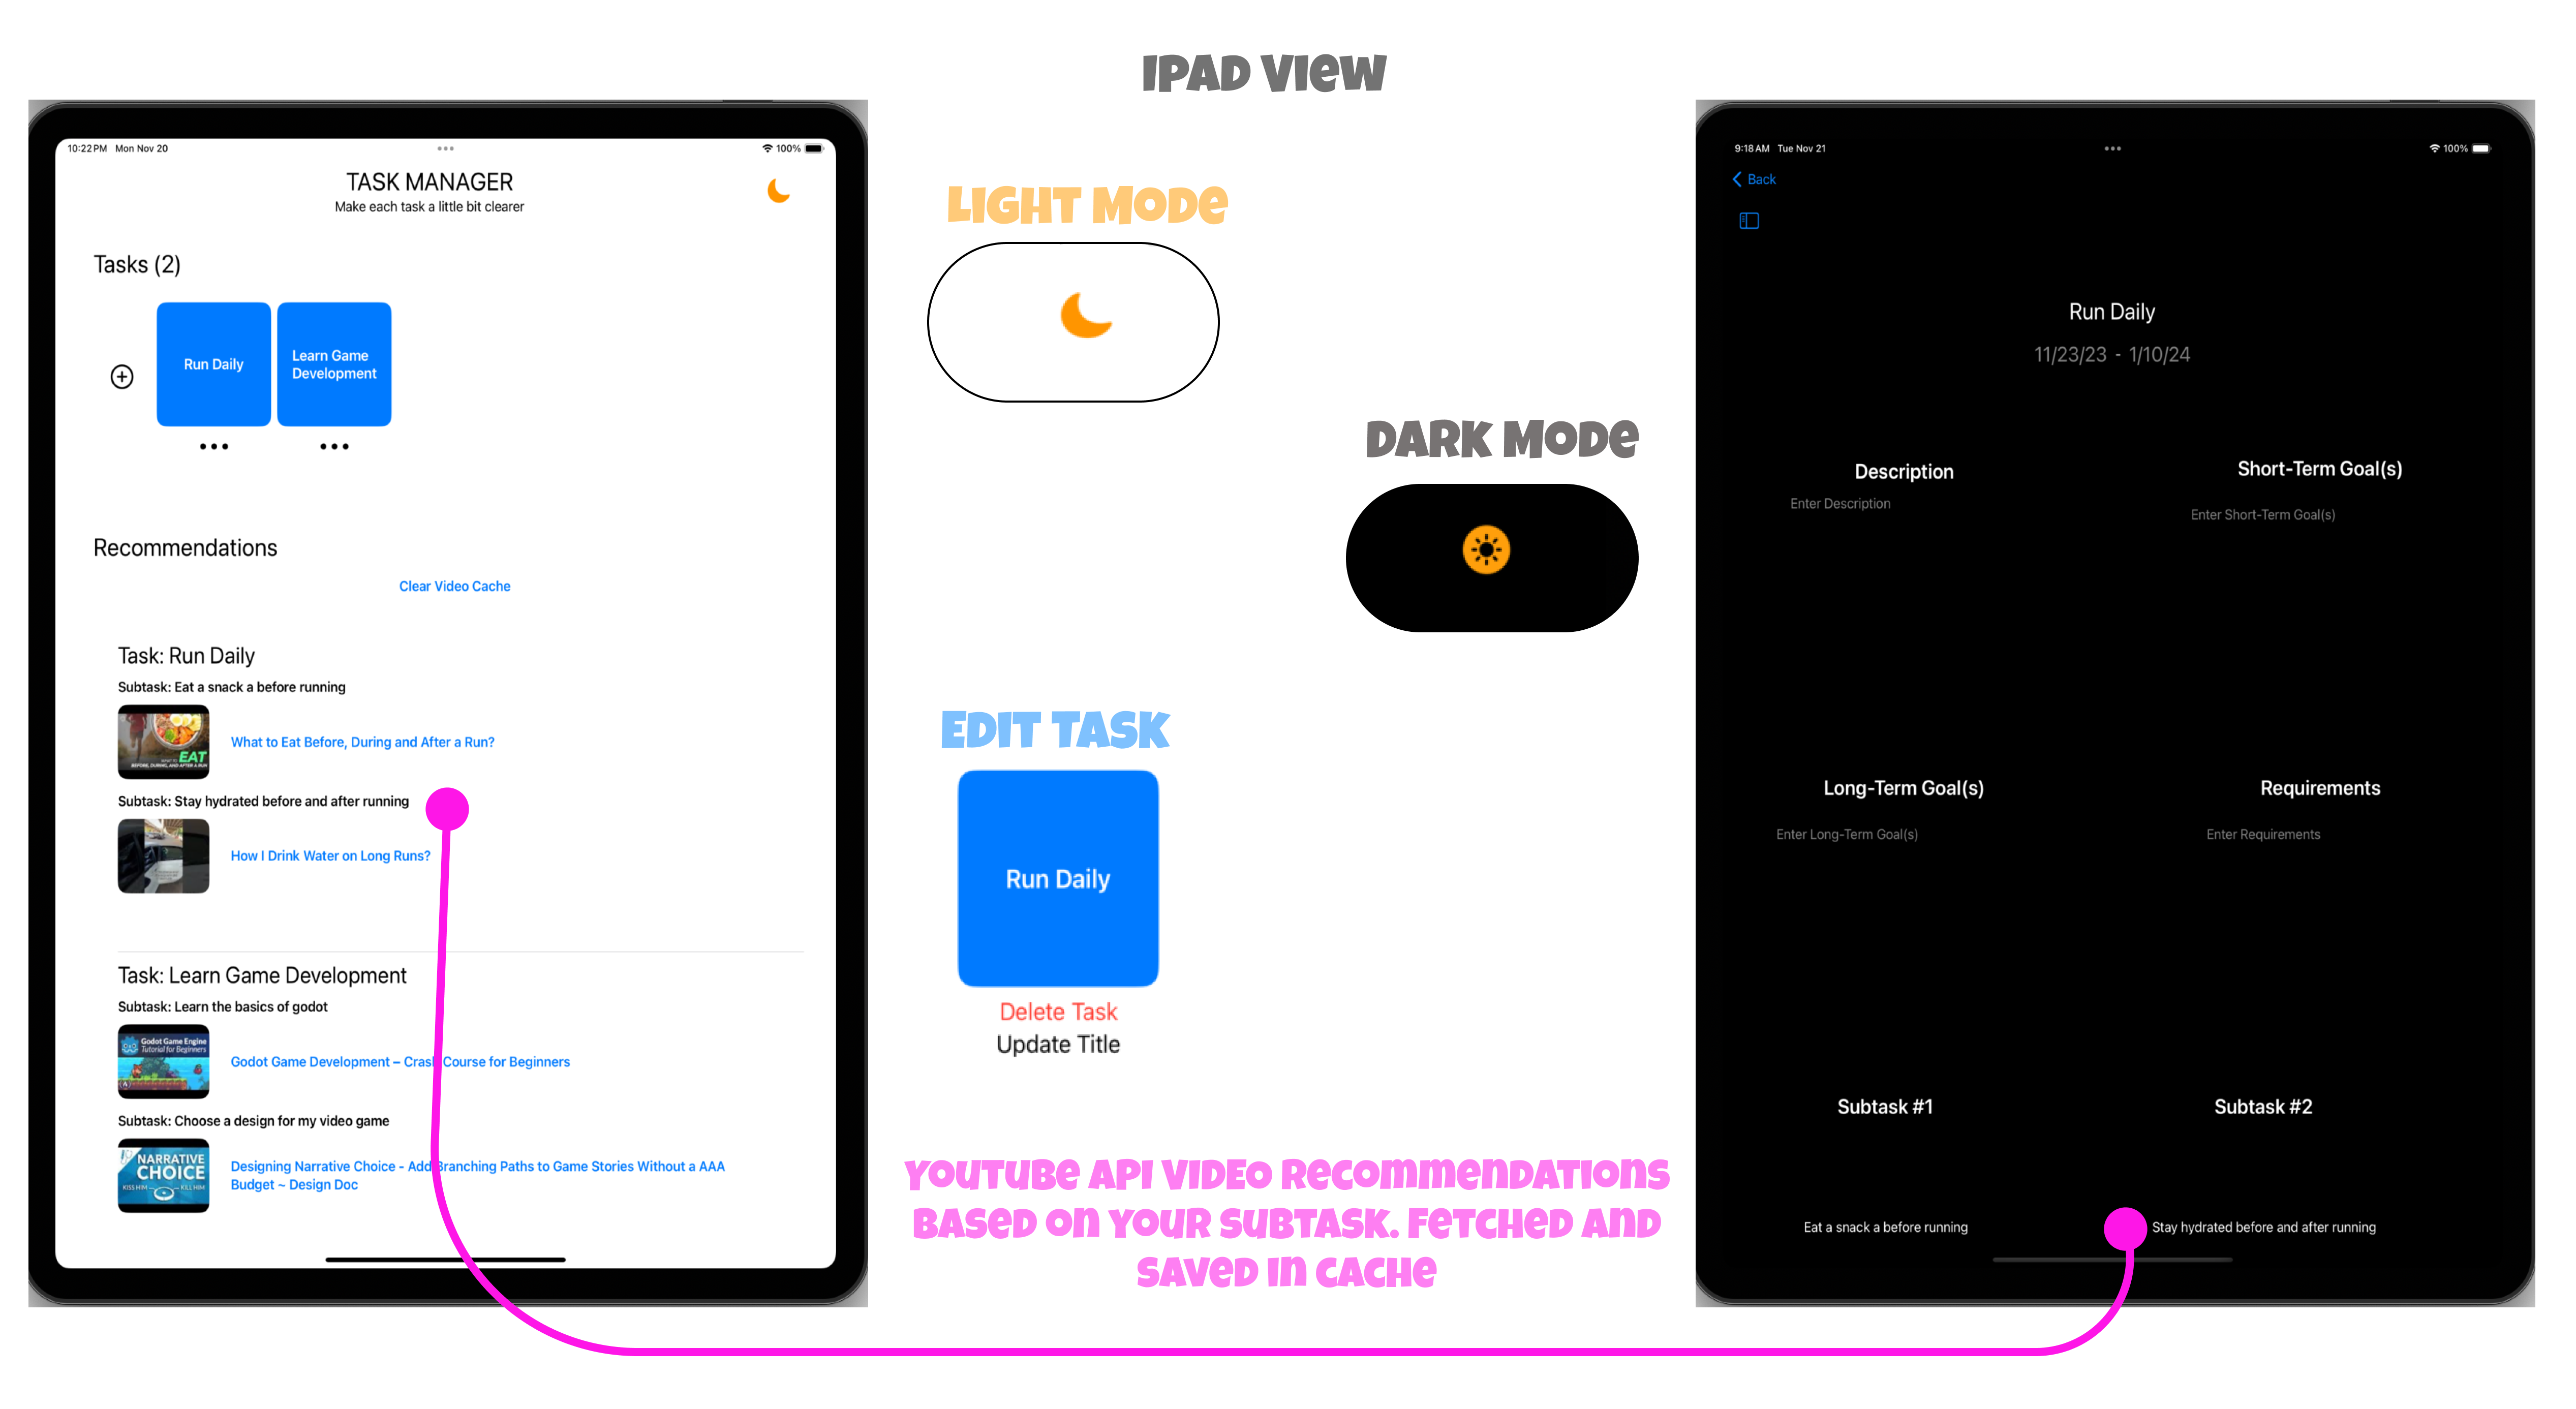 IPAD VIEW
10:22 PM Mon Nov 20
100%
TASK MANAGER
Make each task a little bit clearer
Tasks (2)
Run Daily
Learn Game
Development
Recommendations
Clear Video Cache
Task: Run Daily
Subtask: Eat a snack a before running
EAT
BEFORE, DURING, AND AFTER A RUN
What to Eat Before, During and After a Run?
Subtask: Stay hydrated before and after running
How I Drink Water on Long Runs?
Task: Learn Game Development
Subtask: Learn the basics of godot
Godot Game Engine
Tutorial for Beginners
Godot Game Development – Crash Course for Beginners
Subtask: Choose a design for my video game
NARRATIVE
CHOICE
KISS HIM
KILL HIM
Designing Narrative Choice - Add Branching Paths to Game Stories Without a AAA
Budget ~ Design Doc
LIGHT MODE
DARK MODE
EDIT TASK
Run Daily
Delete Task
Update Title
YOUTUBE API VIDEO RECOMMENDATIONS
BASED ON YOUR SUBTASK. FETCHED AND
SAVED IN CACHE
9:18 AM Tue Nov 21
100%
Back
Run Daily
11/23/23 - 1/10/24
Description
Short-Term Goal(s)
Enter Description
Enter Short-Term Goal(s)
Long-Term Goal(s)
Requirements
Enter Long-Term Goal(s)
Enter Requirements
Subtask #1
Subtask #2
Eat a snack a before running
Stay hydrated before and after running